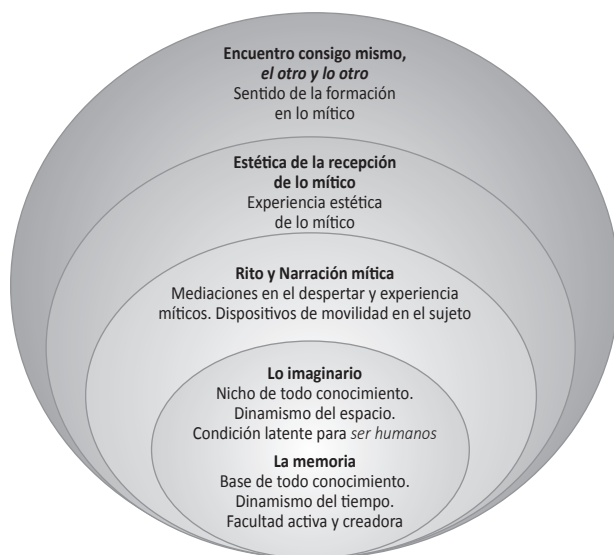 Encuentro consigo mismo,
el otro y lo otro
Sentido de la formación
en lo mítico
Estética de la recepción
de lo mítico
Experiencia estética
de lo mítico
Rito y Narración mítica
Mediaciones en el despertar y experiencia
míticos. Dispositivos de movilidad en el sujeto
Lo imaginario
Nicho de todo conocimiento.
Dinamismo del espacio.
Condición latente para ser humanos
La memoria
Base de todo conocimiento.
Dinamismo del tiempo.
Facultad activa y creadora